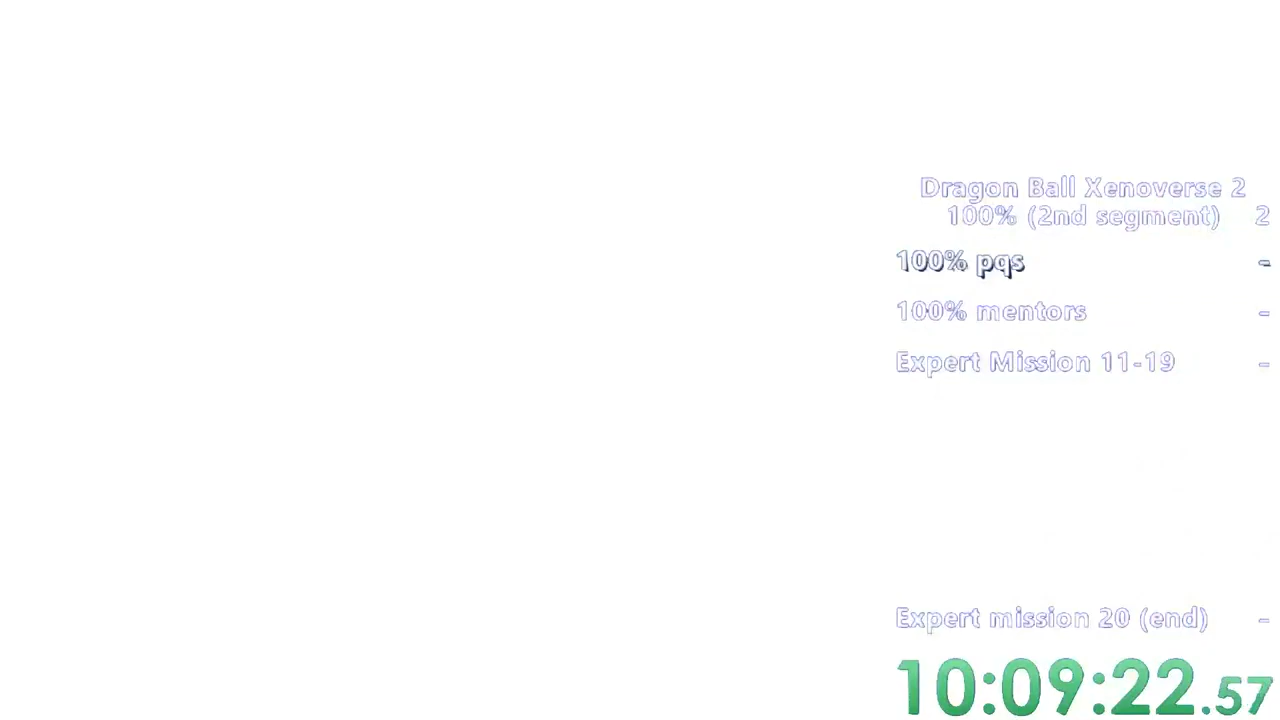 Dragon Ball Xenoverse 2
100% (2nd segment) 2
100% pqs -
100% mentors -
Expert Mission 11-19 -
Expert mission 20 (end) -
10:09:22.57